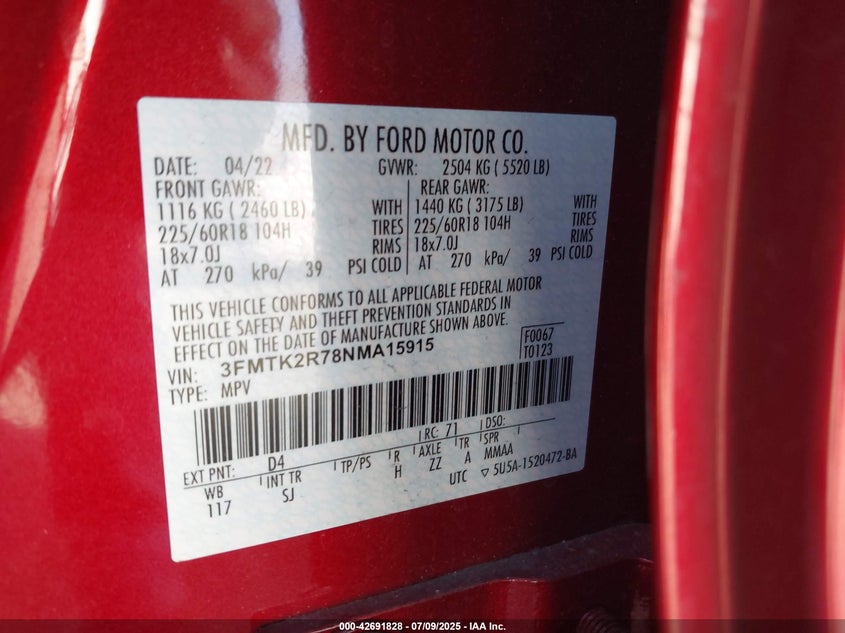 MFD. BY FORD MOTOR CO.
DATE: 04/22 GVWR: 2504 KG ( 5520 LB)
FRONT GAWR: REAR GAWR:
1116 KG ( 2460 LB) WITH 1440 KG ( 3175 LB) WITH
225/60R18 104H TIRES 225/60R18 104H TIRES
18x7.0J RIMS 18x7.0J RIMS
AT 270 kPa/ 39 PSI COLD AT 270 kPa/ 39 PSI COLD
THIS VEHICLE CONFORMS TO ALL APPLICABLE FEDERAL MOTOR
VEHICLE SAFETY AND THEFT PREVENTION STANDARDS IN
EFFECT ON THE DATE OF MANUFACTURE SHOWN ABOVE.
VIN: 3FMTK2R78NMA15915 F0067
TYPE: MPV T0123
EXT PNT: D4 RC: 71 DSO:
WB INT TR TP/PS R AXLE TR SPR
117 SJ H ZZ A MMAA
UTC ▽ 5U5A-1520472-BA
000-42691828 - 07/09/2025 - IAA Inc.